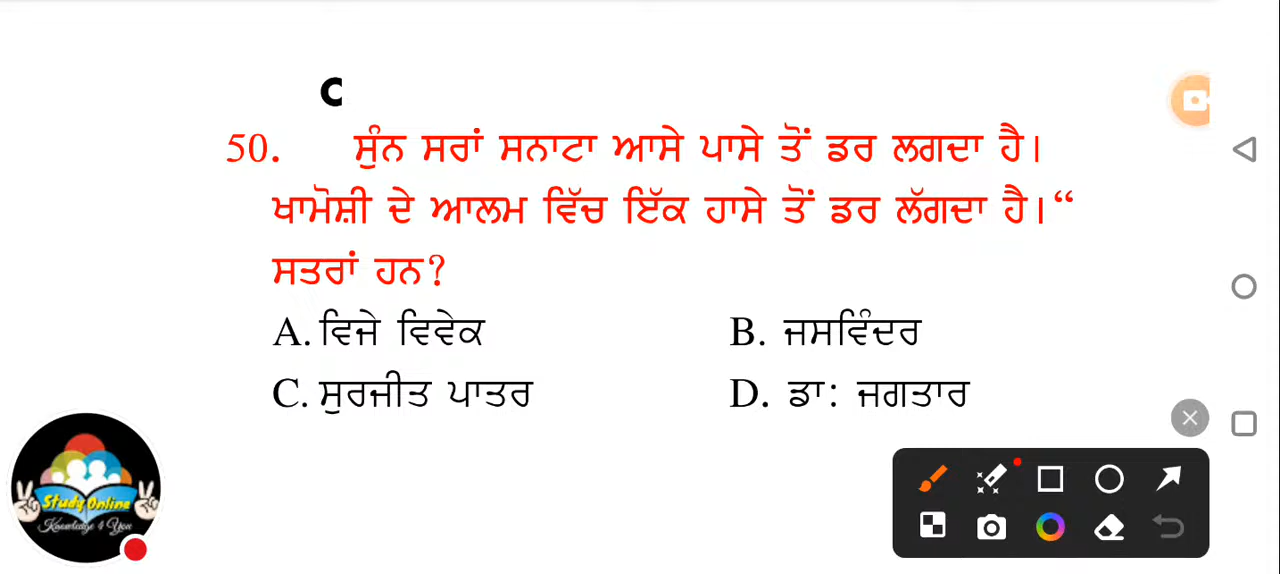 C
50. ਸੁੰਨ ਸਰਾਂ ਸਨਾਟਾ ਆਸੇ ਪਾਸੇ ਤੋਂ ਡਰ ਲਗਦਾ ਹੈ।
ਖਾਮੋਸ਼ੀ ਦੇ ਆਲਮ ਵਿੱਚ ਇੱਕ ਹਾਸੇ ਤੋਂ ਡਰ ਲੱਗਦਾ ਹੈ।“
ਸਤਰਾਂ ਹਨ?
A. ਵਿਜੇ ਵਿਵੇਕ B. ਜਸਵਿੰਦਰ
C. ਸੁਰਜੀਤ ਪਾਤਰ D. ਡਾ: ਜਗਤਾਰ
Study Online
Knowledge 4 You